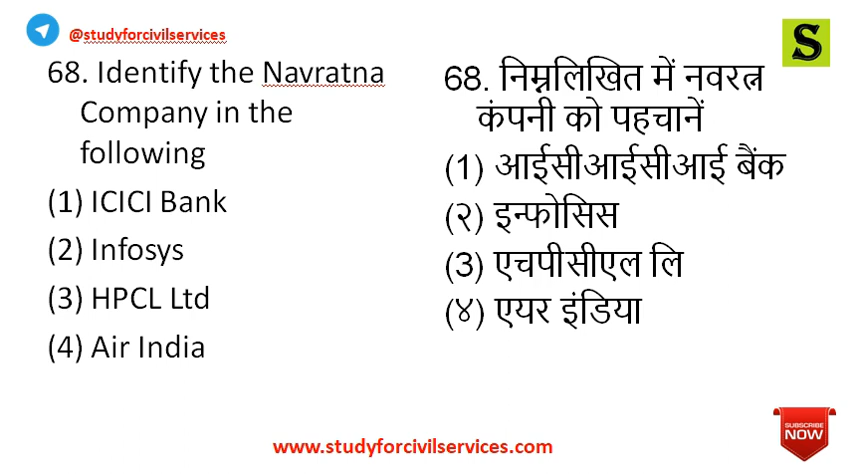 @studyforcivilservices
S
68. Identify the Navratna
Company in the
following
(1) ICICI Bank
(2) Infosys
(3) HPCL Ltd
(4) Air India
68. निम्नलिखित में नवरत्न
कंपनी को पहचानें
(1) आईसीआईसीआई बैंक
(२) इन्फोसिस
(3) एचपीसीएल लि
(४) एयर इंडिया
SUBSCRIBE
NOW
www.studyforcivilservices.com